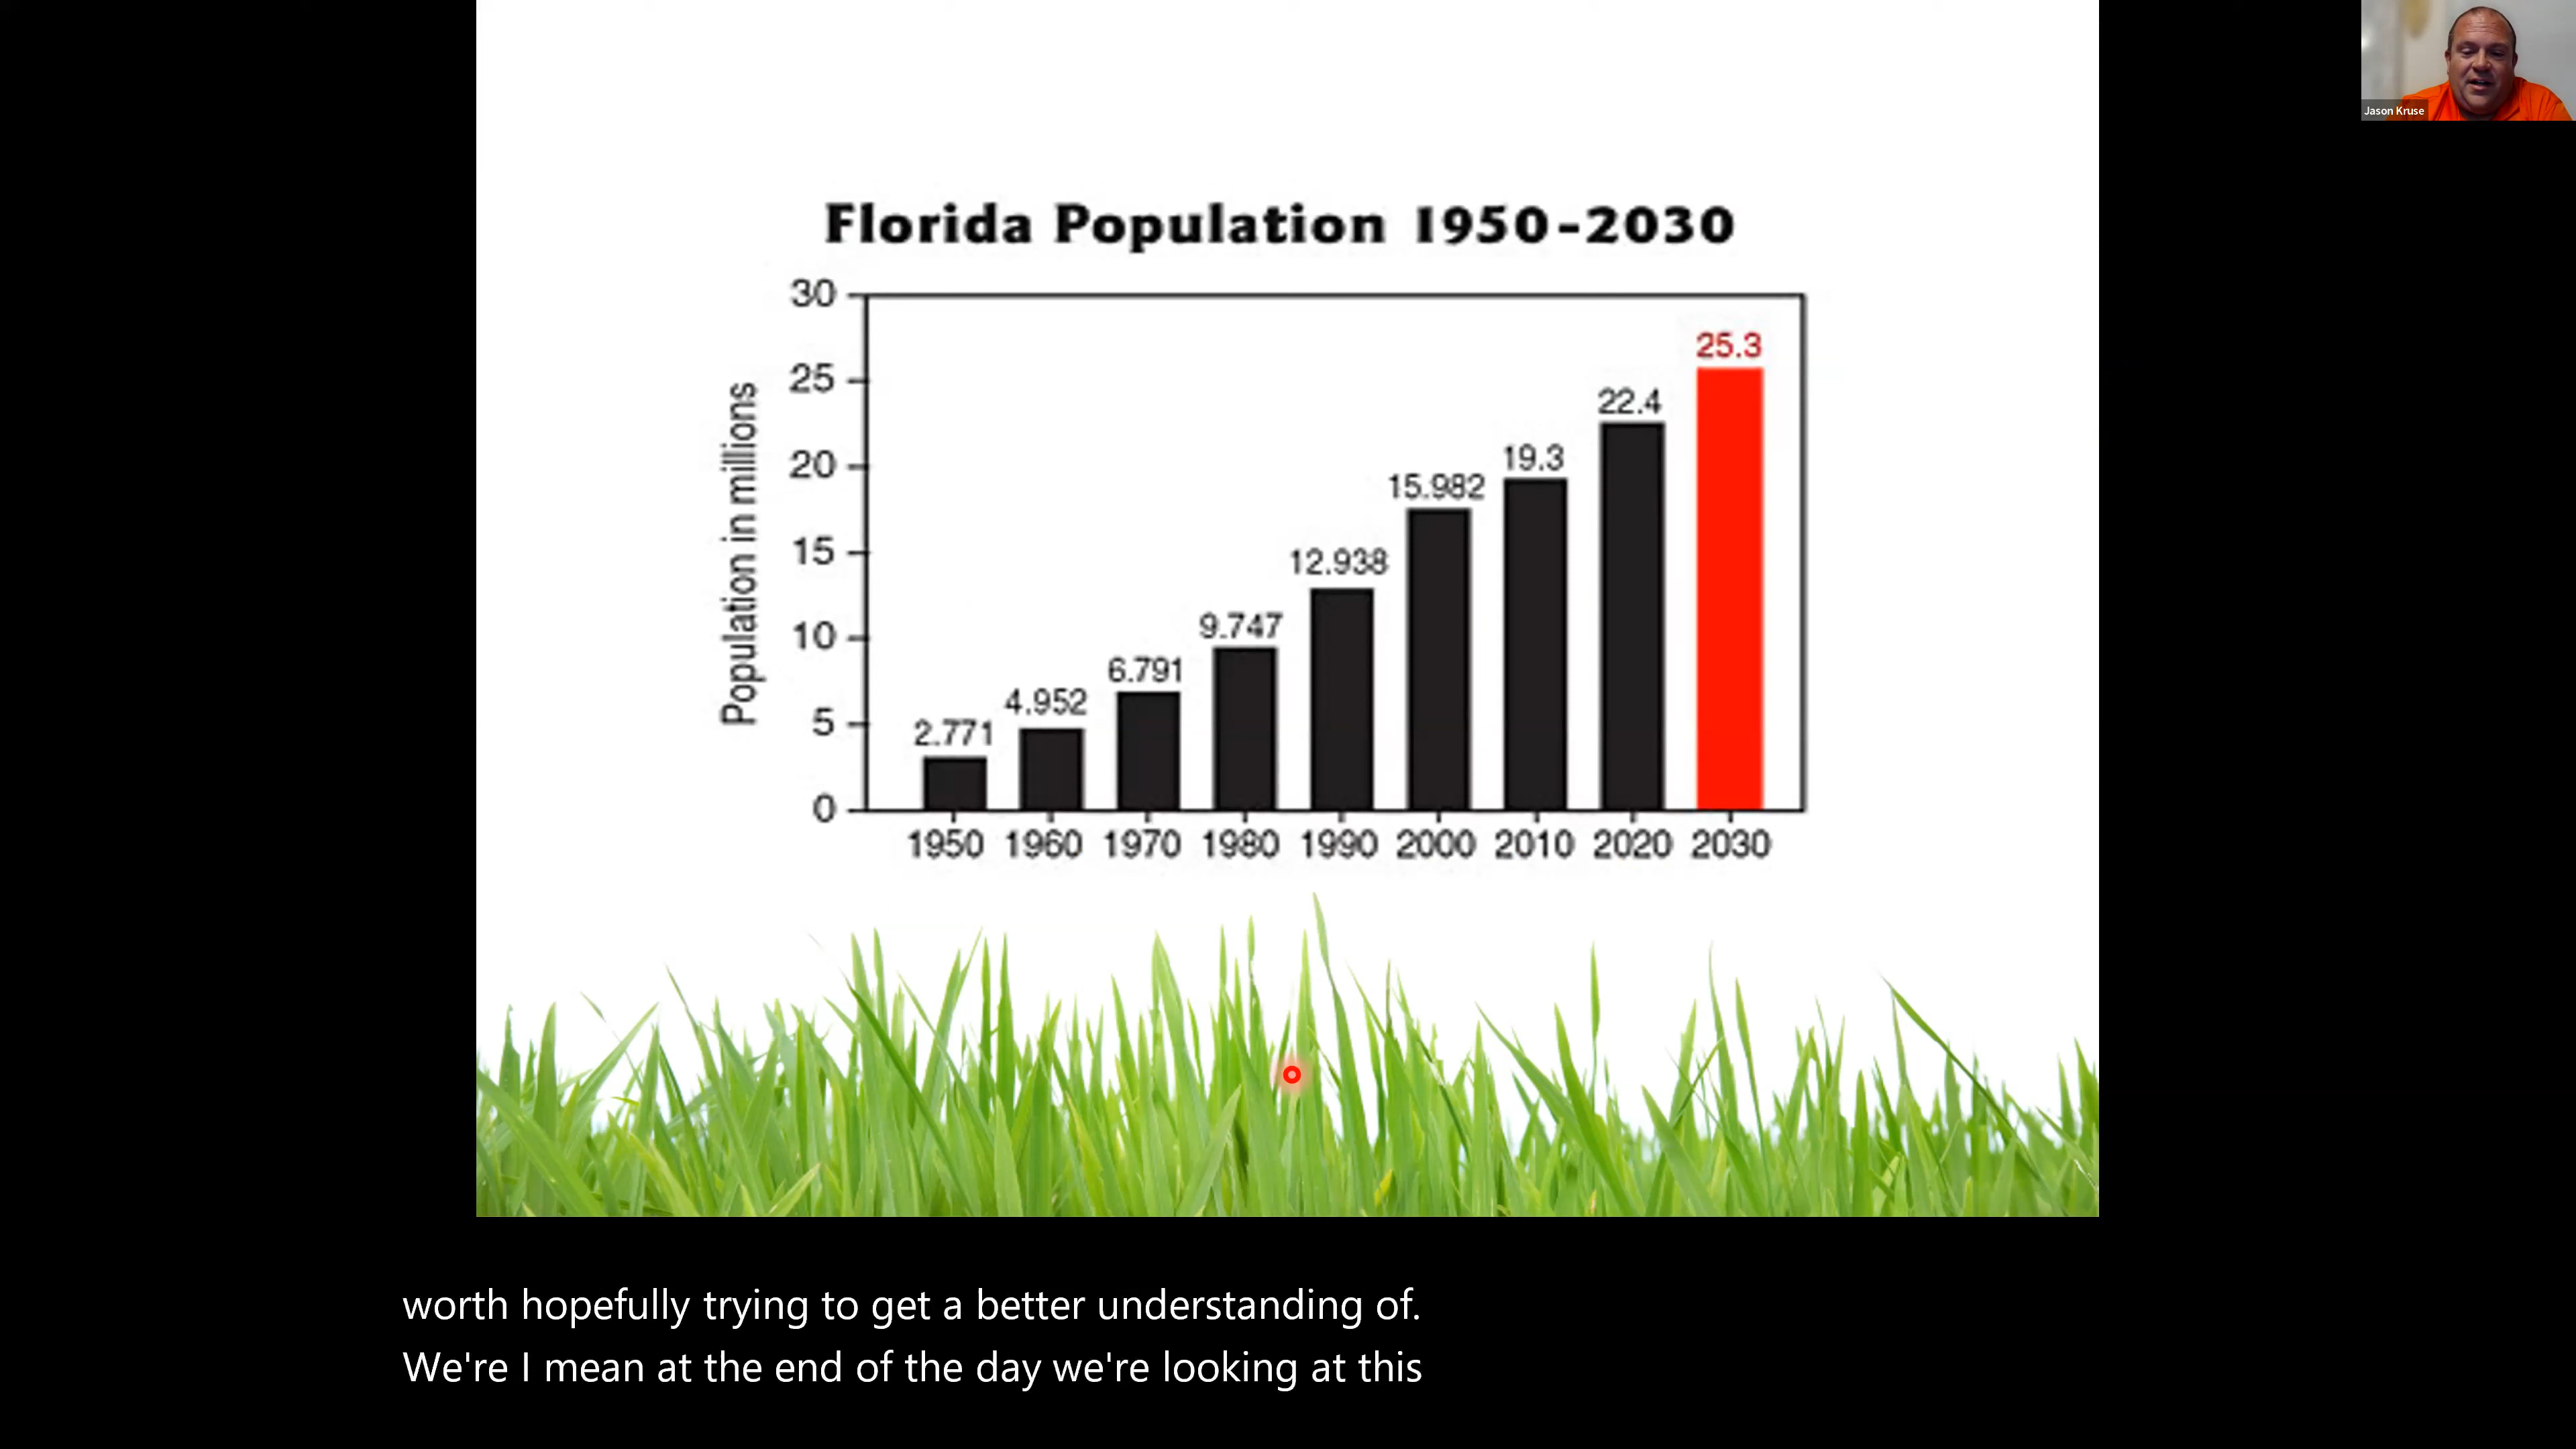 Jason Kruse
Florida Population 1950-2030
Population in millions
30
25
20
15
10
5
0
2.771
4.952
6.791
9.747
12.938
15.982
19.3
22.4
25.3
1950 1960 1970 1980 1990 2000 2010 2020 2030
worth hopefully trying to get a better understanding of.
We're I mean at the end of the day we're looking at this